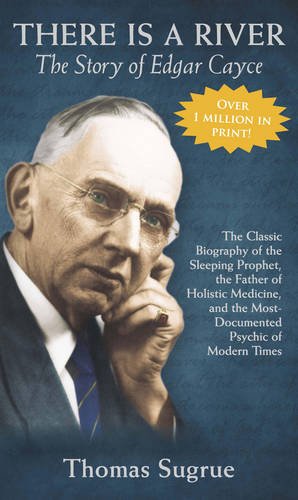 THERE IS A RIVER
The Story of Edgar Cayce
OVER
1 MILLION IN
PRINT!
The Classic
Biography of the
Sleeping Prophet,
the Father of
Holistic Medicine,
and the Most-
Documented
Psychic of
Modern Times
Thomas Sugrue